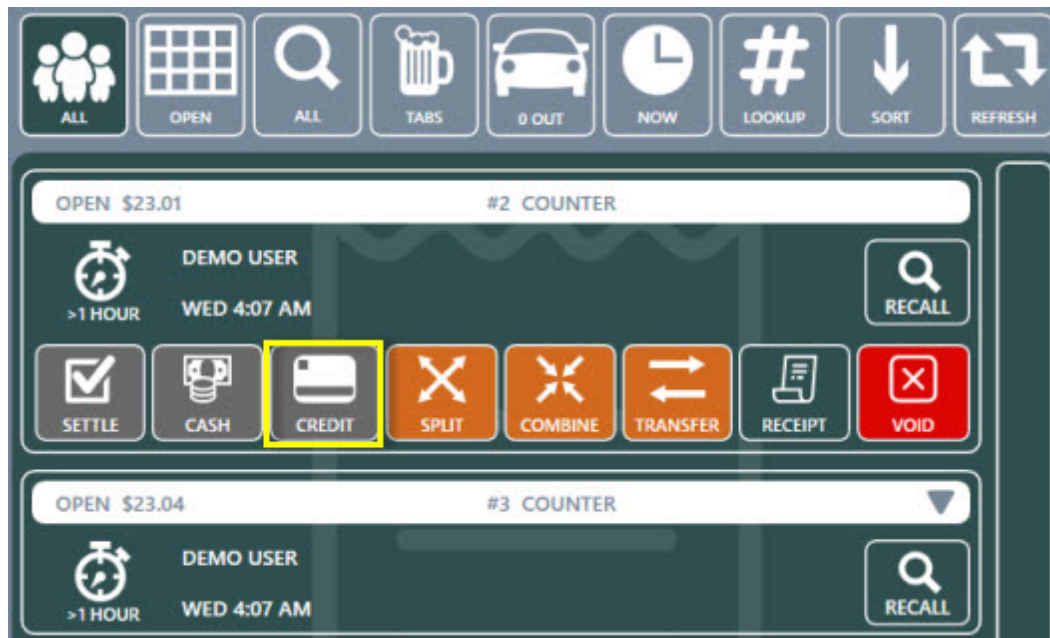 ALL OPEN ALL TABS 0 OUT NOW LOOKUP SORT REFRESH
OPEN $23.01 #2 COUNTER
DEMO USER
>1 HOUR WED 4:07 AM RECALL
SETTLE CASH CREDIT SPLIT COMBINE TRANSFER RECEIPT VOID
OPEN $23.04 #3 COUNTER
DEMO USER
>1 HOUR WED 4:07 AM RECALL